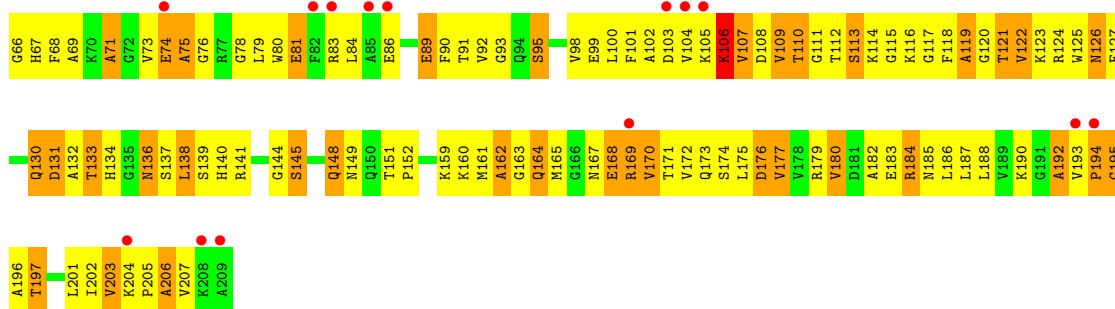 G66 H67 F68 A69 K70 A71 G72 V73 E74 A75 G76 R77 G78 L79 W80 E81 F82 R83 L84 A85 E86 E89 F90 T91 V92 G93 Q94 S95 V98 E99 L100 F101 A102 D103 V104 K105 K106 V107 D108 V109 T110 G111 T112 S113 K114 G115 K116 G117 F118 A119 G120 T121 V122 K123 R124 W125 N126
Q130 D131 A132 T133 H134 G135 N136 S137 L138 S139 H140 R141 G144 S145 Q148 N149 Q150 T151 P152 K159 K160 M161 A162 G163 Q164 M165 G166 N167 E168 R169 V170 T171 V172 Q173 S174 L175 D176 V177 V178 R179 V180 D181 A182 E183 R184 N185 L186 L187 L188 V189 K190 G191 A192 V193 P194 G195
A196 T197 L201 I202 V203 K204 P205 A206 V207 K208 A209